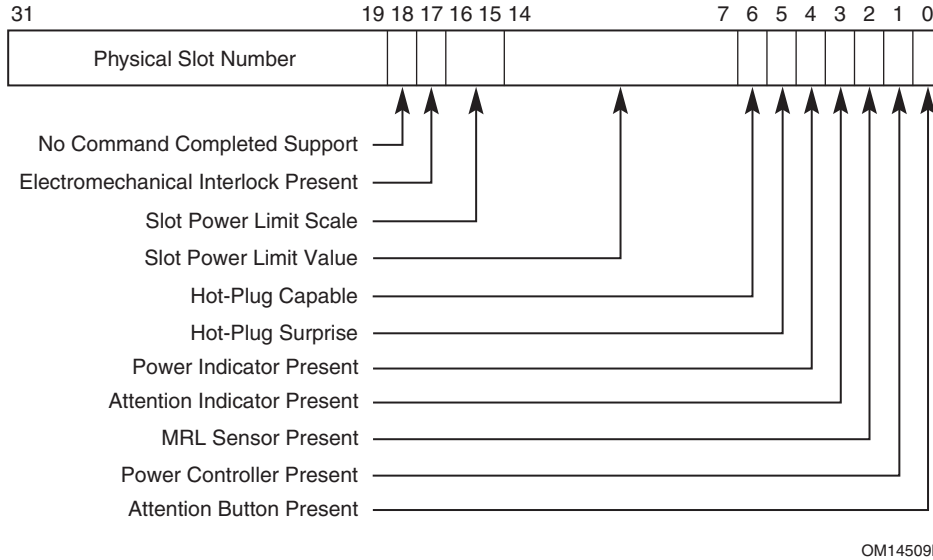 31 19 18 17 16 15 14 7 6 5 4 3 2 1 0
Physical Slot Number
No Command Completed Support
Electromechanical Interlock Present
Slot Power Limit Scale
Slot Power Limit Value
Hot-Plug Capable
Hot-Plug Surprise
Power Indicator Present
Attention Indicator Present
MRL Sensor Present
Power Controller Present
Attention Button Present
OM14509